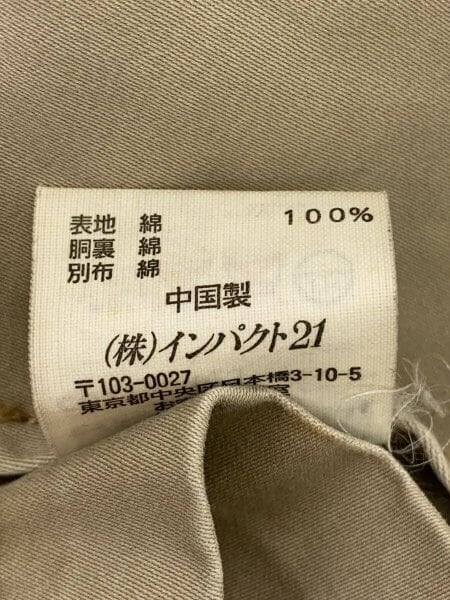 表地 綿 100%
胴裏 綿
別布 綿
中国製
(株)インパクト21
〒103-0027
東京都中央区日本橋3-10-5